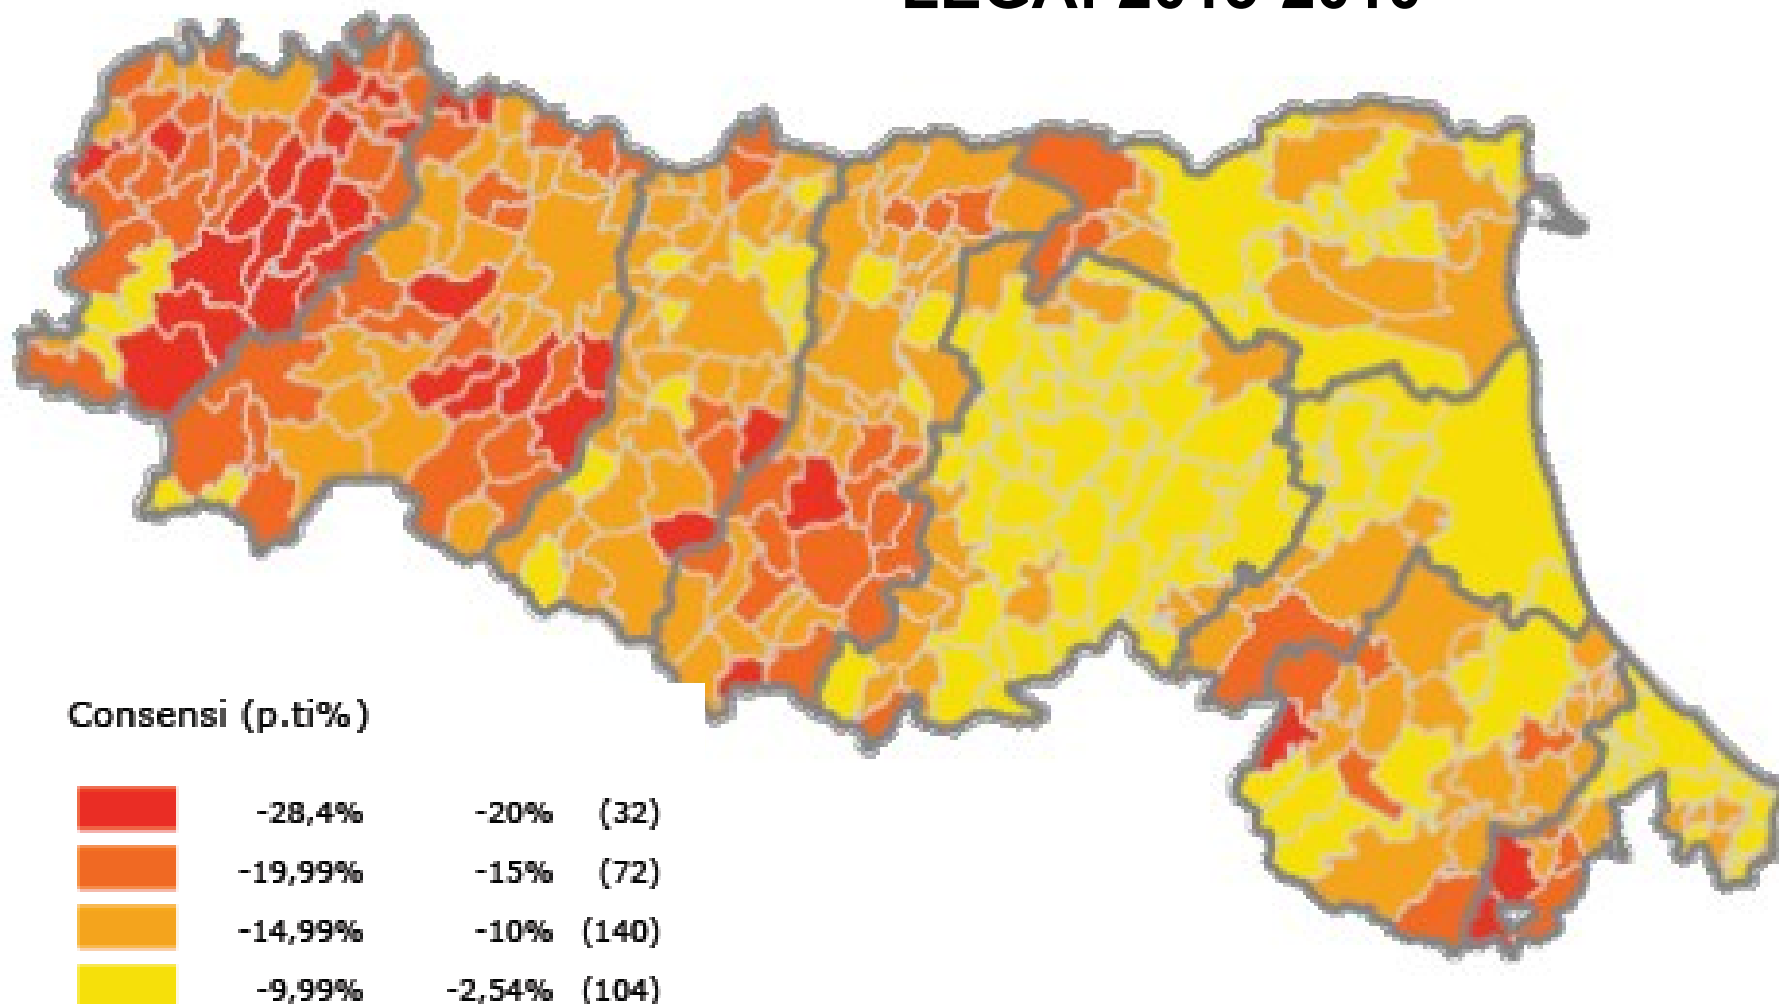 LEGA:
Consensi (p.ti%)
-28,4% -20% (32)
-19,99% -15% (72)
-14,99% -10% (140)
-9,99% -2,54% (104)